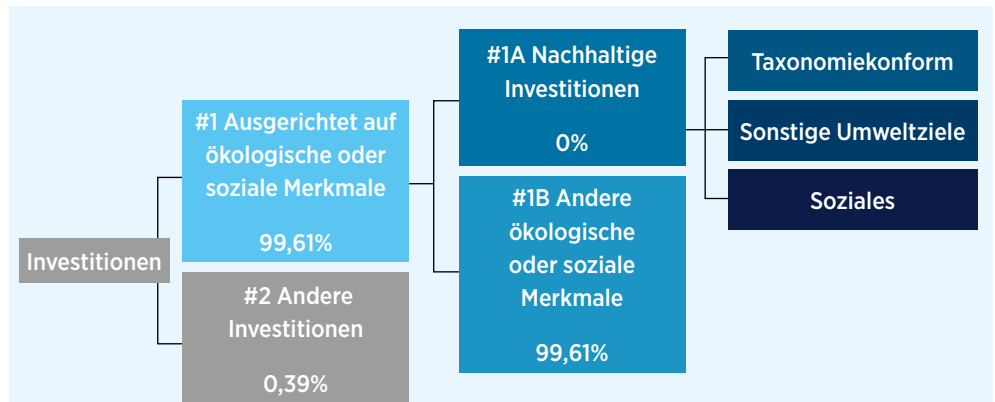 Investitionen
#1 Ausgerichtet auf
ökologische oder
soziale Merkmale
99,61%
#2 Andere
Investitionen
0,39%
#1A Nachhaltige
Investitionen
0%
#1B Andere
ökologische
oder soziale
Merkmale
99,61%
Taxonomiekonform
Sonstige Umweltziele
Soziales